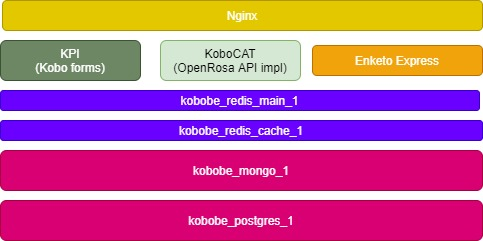 Nginx
KPI
(Kobo forms)
KoboCAT
(OpenRosa API impl)
Enketo Express
kobobe_redis_main_1
kobobe_redis_cache_1
kobobe_mongo_1
kobobe_postgres_1